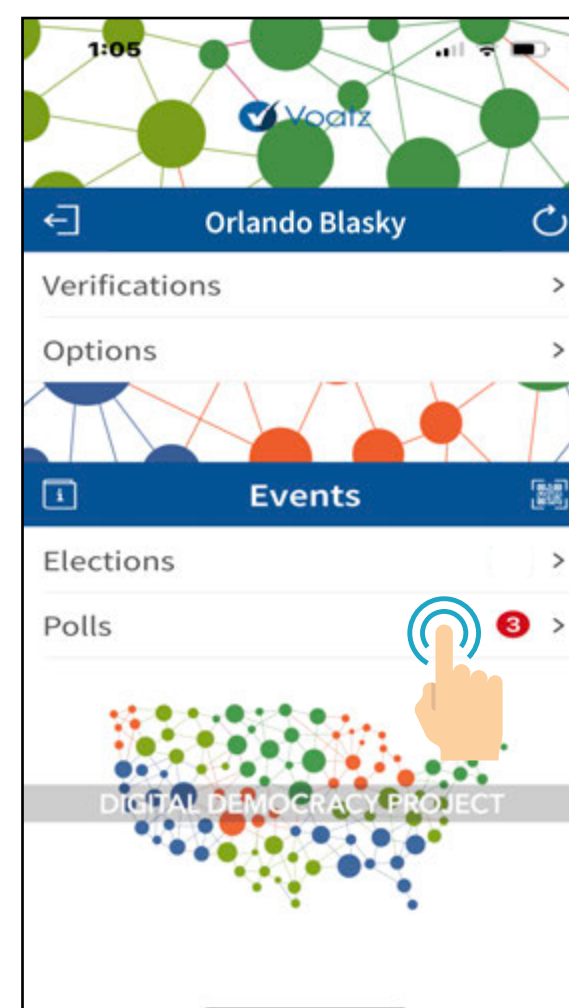 1:05
Voatz
Orlando Blasky
Verifications
Options
Events
Elections
Polls 3
DIGITAL DEMOCRACY PROJECT